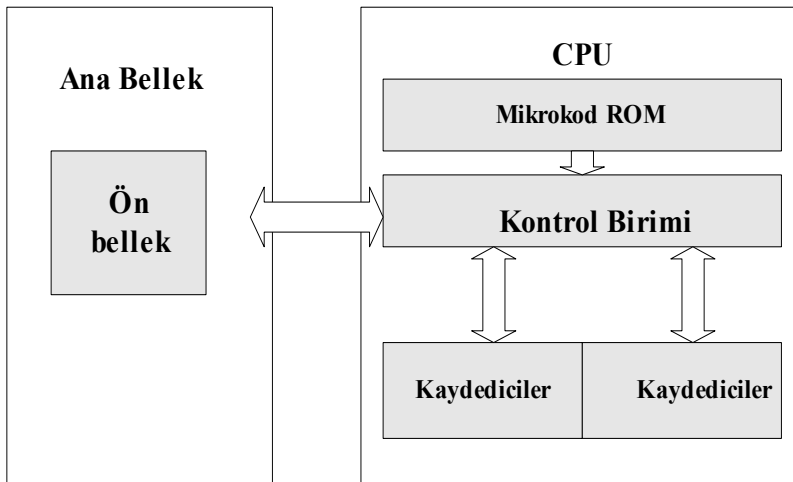 Ana Bellek
Ön
bellek
CPU
Mikrokod ROM
Kontrol Birimi
Kaydediciler
Kaydediciler